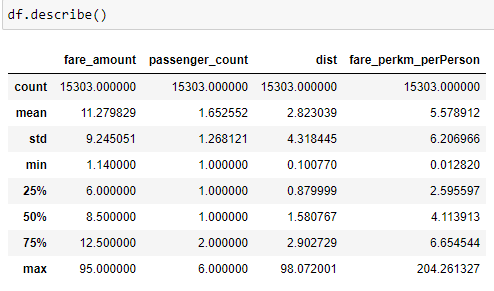 df.describe()
fare_amount passenger_count dist fare_perkm_perPerson
count 15303.000000 15303.000000 15303.000000 15303.000000
mean 11.279829 1.652552 2.823039 5.578912
std 9.245051 1.268121 4.318445 6.206966
min 1.140000 1.000000 0.100770 0.012820
25% 6.000000 1.000000 0.879999 2.595597
50% 8.500000 1.000000 1.580767 4.113913
75% 12.500000 2.000000 2.902729 6.654544
max 95.000000 6.000000 98.072001 204.261327